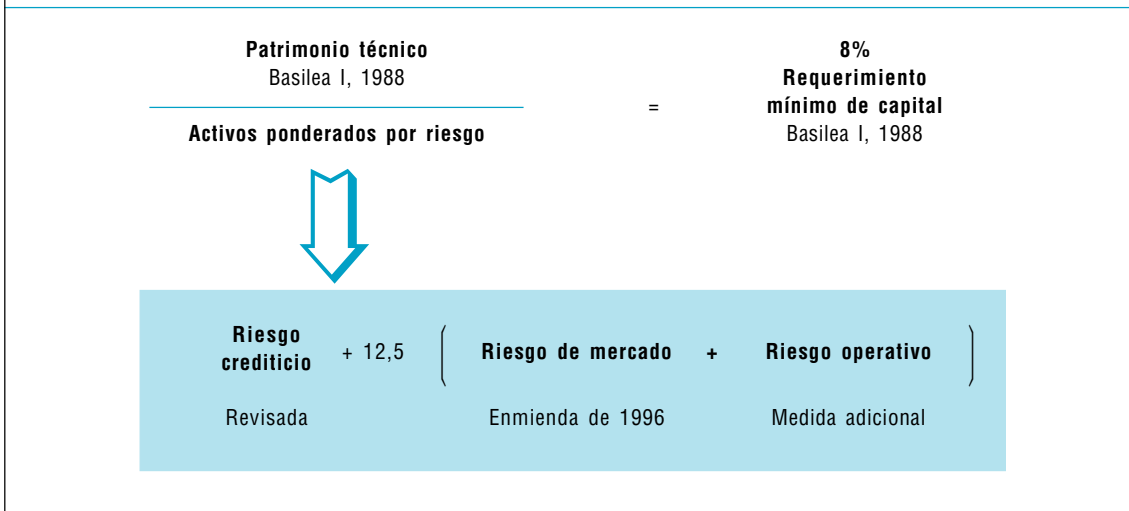 Patrimonio técnico
Basilea I, 1988
Activos ponderados por riesgo
=
8%
Requerimiento
mínimo de capital
Basilea I, 1988
Riesgo
crediticio
+ 12,5 ( Riesgo de mercado + Riesgo operativo )
Revisada
Enmienda de 1996
Medida adicional